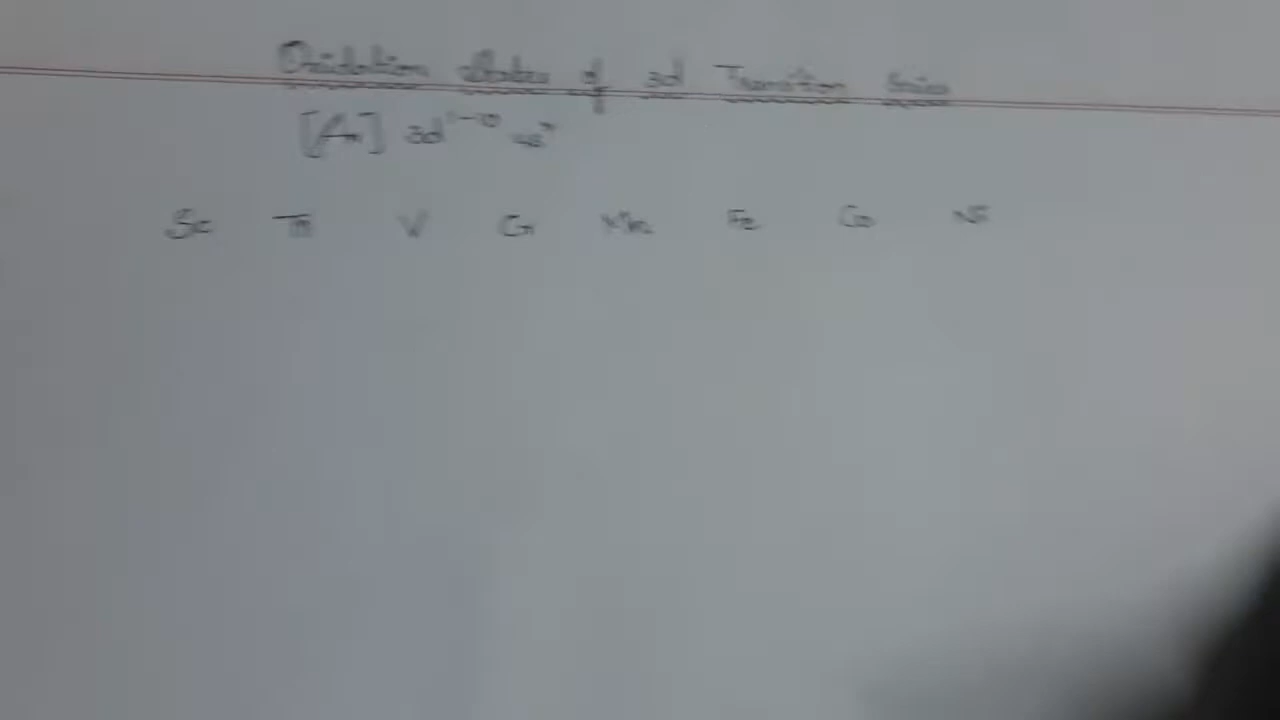 Oxidation states of 3d Transition Series
[Ar] 3d¹⁻¹⁰ 4s²
Sc Ti V Cr Mn Fe Co Ni